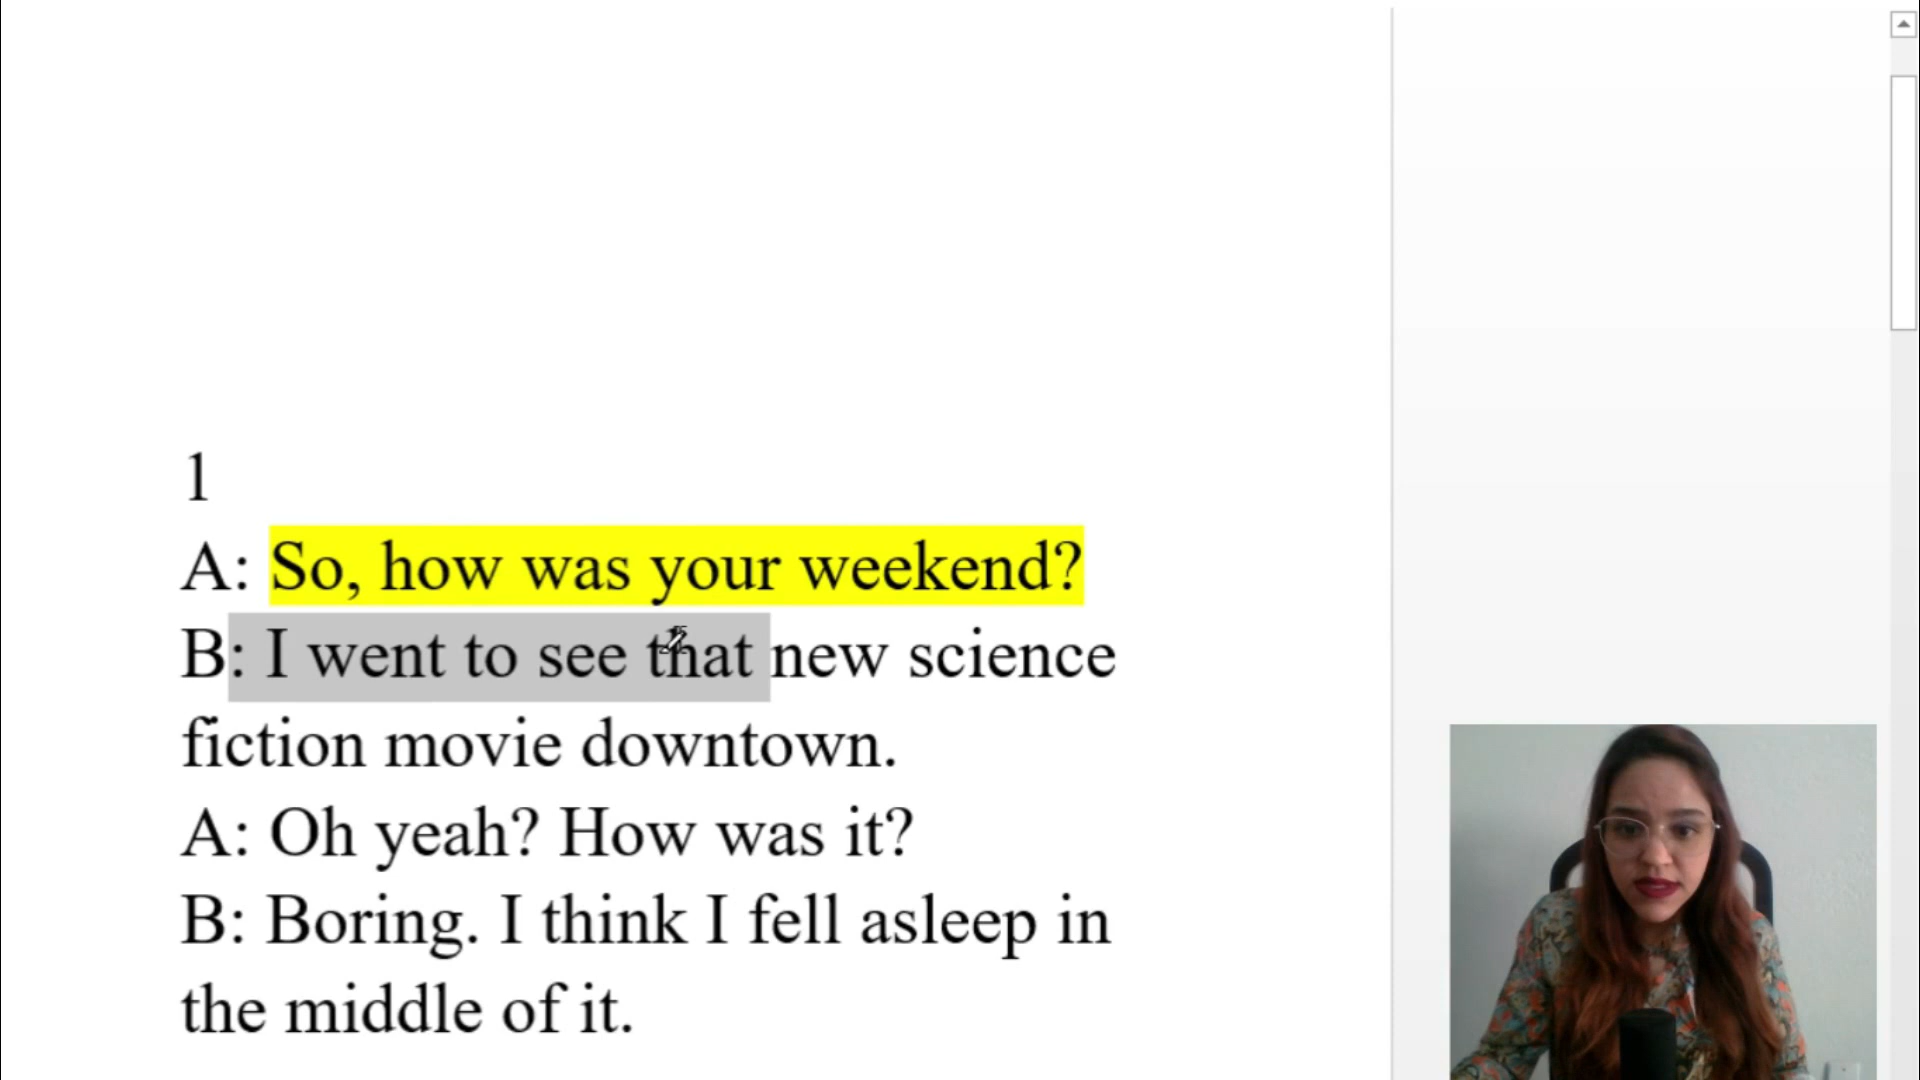 1
A: So, how was your weekend?
B: I went to see that new science
fiction movie downtown.
A: Oh yeah? How was it?
B: Boring. I think I fell asleep in
the middle of it.